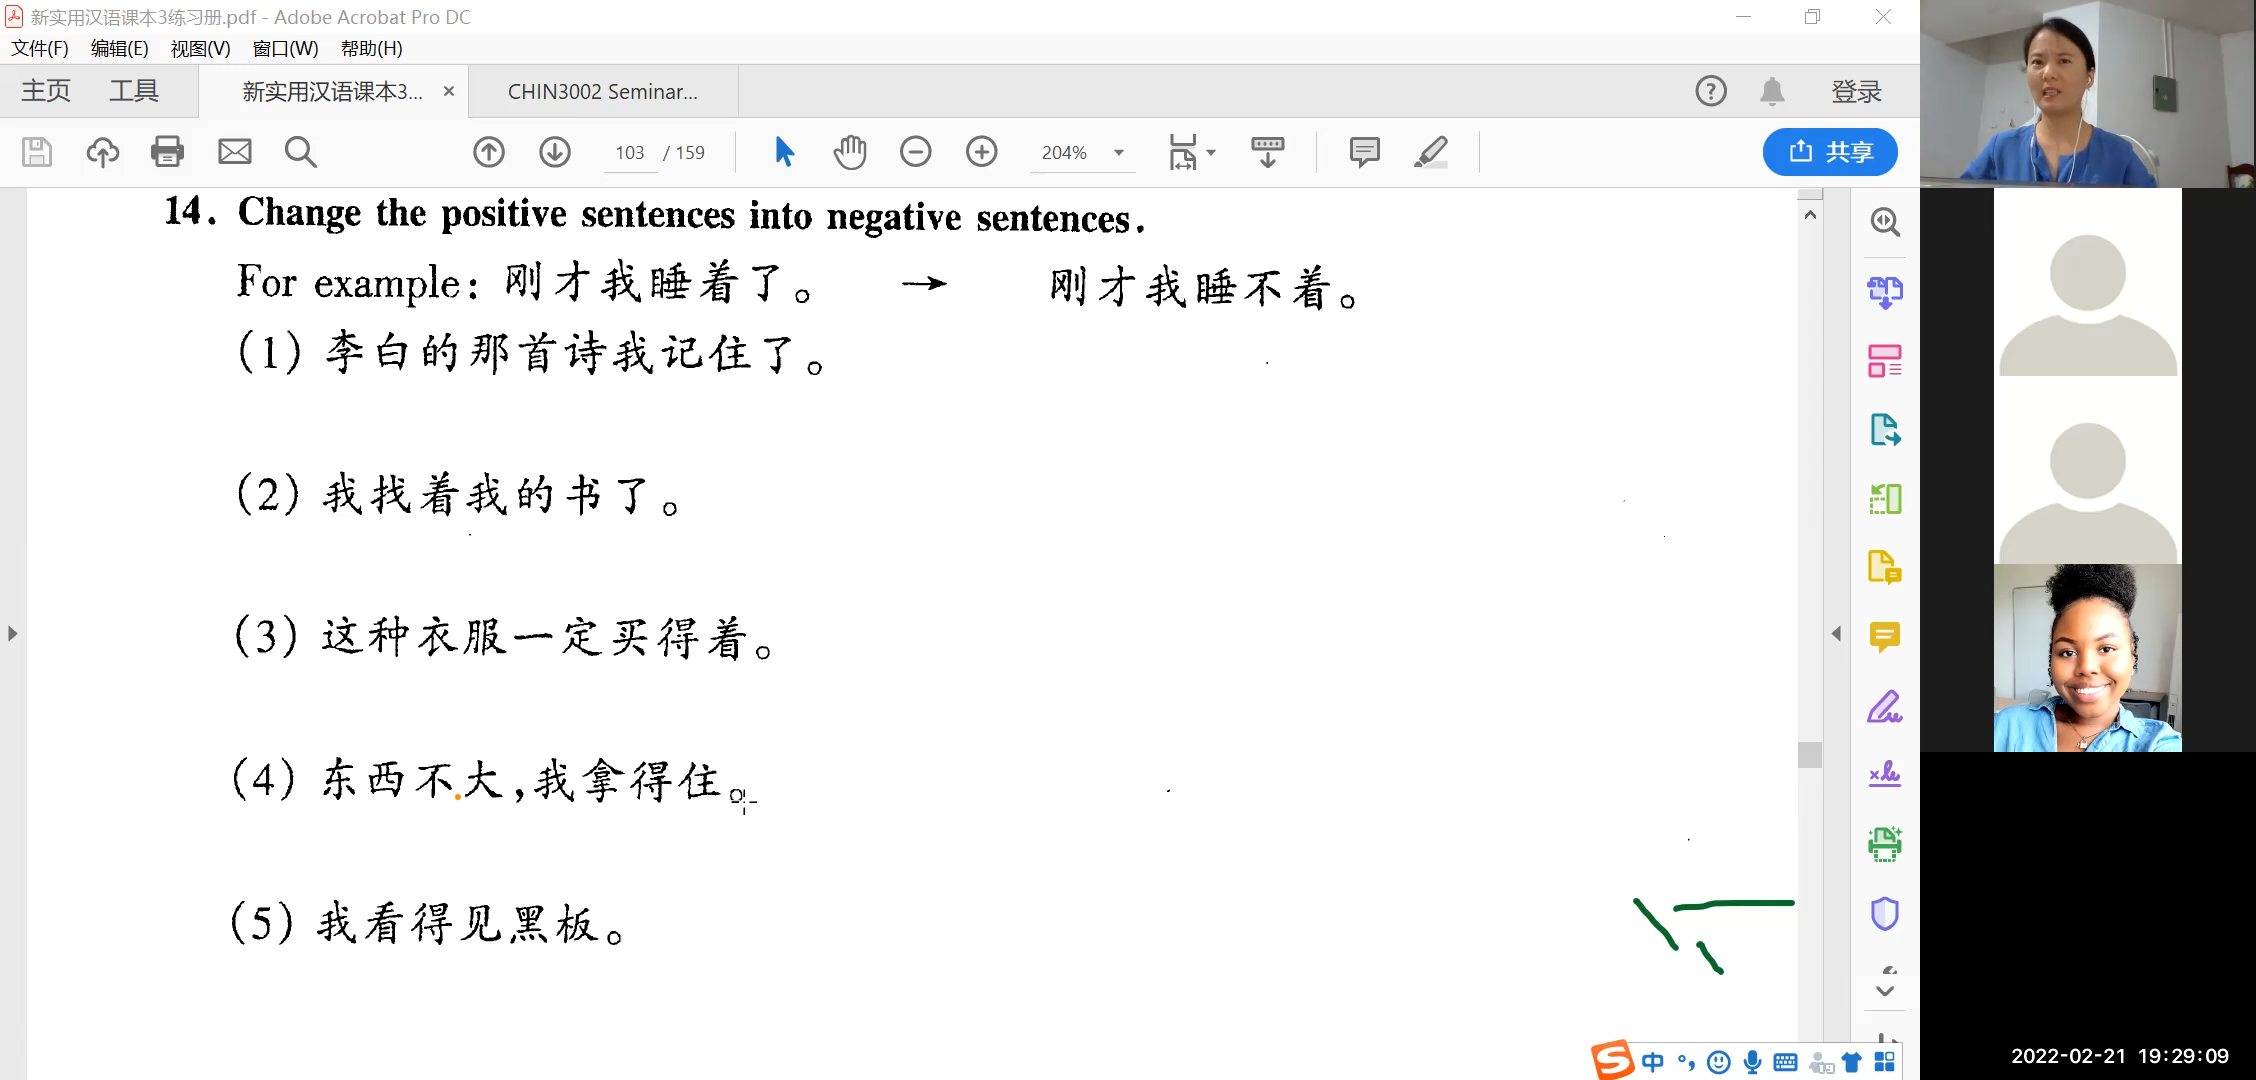 新实用汉语课本3练习册.pdf - Adobe Acrobat Pro DC
文件(F) 编辑(E) 视图(V) 窗口(W) 帮助(H)
主页 工具 新实用汉语课本3... × CHIN3002 Seminar... 登录
103 / 159 204% 共享
14. Change the positive sentences into negative sentences.
For example: 刚才我睡着了。 → 刚才我睡不着。
(1) 李白的那首诗我记住了。
(2) 我找着我的书了。
(3) 这种衣服一定买得着。
(4) 东西不大,我拿得住。
(5) 我看得见黑板。
中
2022-02-21 19:29:09